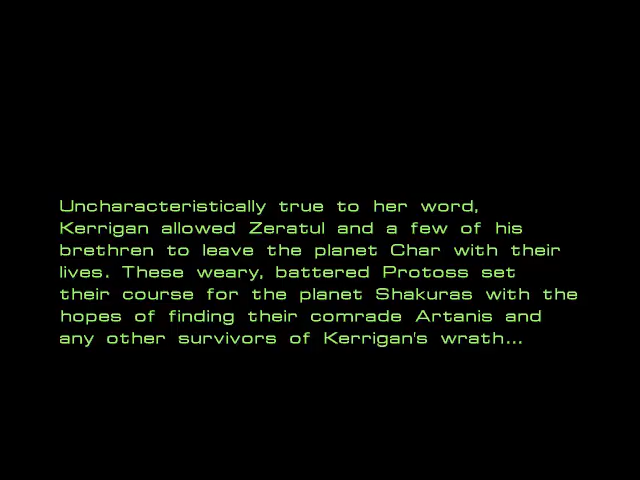 Uncharacteristically true to her word,
Kerrigan allowed Zeratul and a few of his
brethren to leave the planet Char with their
lives. These weary, battered Protoss set
their course for the planet Shakuras with the
hopes of finding their comrade Artanis and
any other survivors of Kerrigan's wrath...